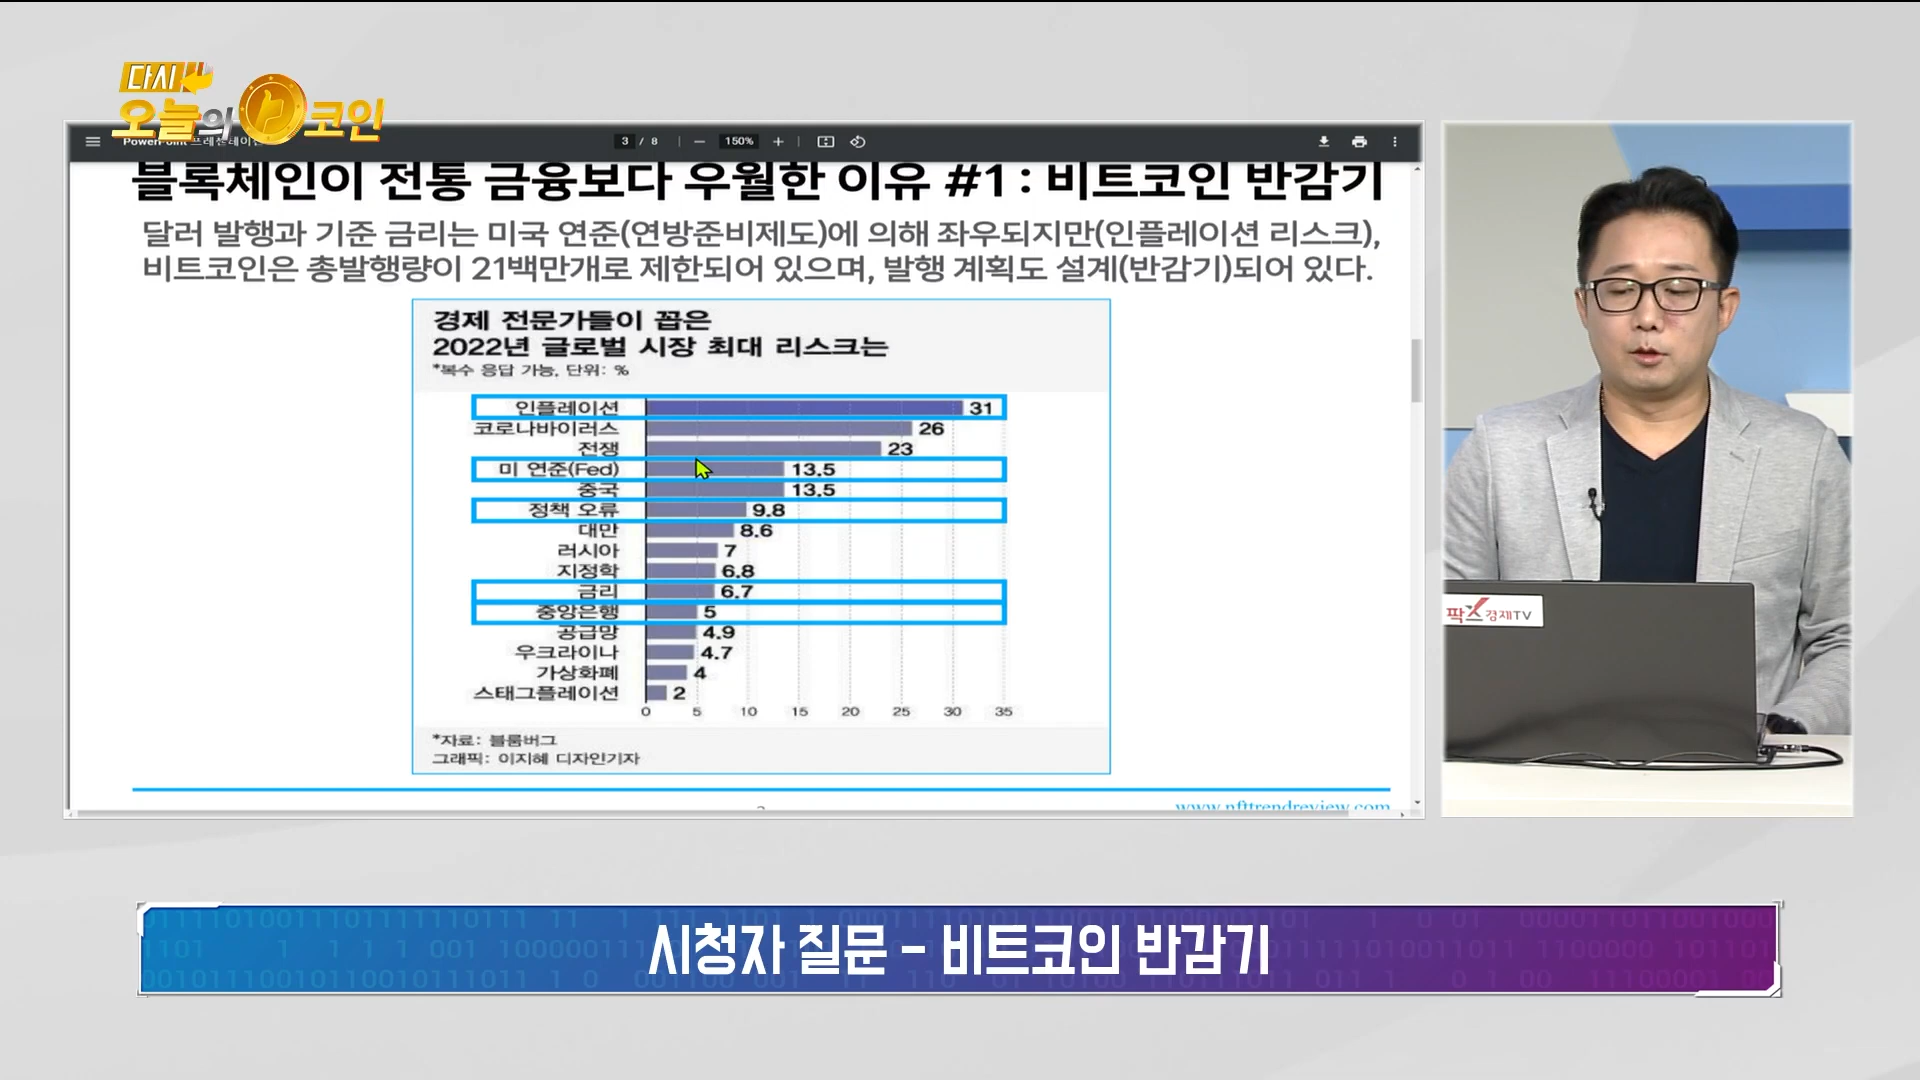 다시
오늘의 코인
PowerPoint 프레젠테이션
3 / 8
150%
블록체인이 전통 금융보다 우월한 이유 #1 : 비트코인 반감기
달러 발행과 기준 금리는 미국 연준(연방준비제도)에 의해 좌우되지만(인플레이션 리스크),
비트코인은 총발행량이 21백만개로 제한되어 있으며, 발행 계획도 설계(반감기)되어 있다.
경제 전문가들이 꼽은
2022년 글로벌 시장 최대 리스크는
*복수 응답 가능, 단위: %
인플레이션 31
코로나바이러스 26
전쟁 23
미 연준(Fed) 13.5
중국 13.5
정책 오류 9.8
대만 8.6
러시아 7
지정학 6.8
금리 6.7
중앙은행 5
공급망 4.9
우크라이나 4.7
가상화폐 4
스태그플레이션 2
0 5 10 15 20 25 30 35
*자료: 블룸버그
그래픽: 이지혜 디자인기자
www.nfttrendreview.com
팍스경제TV
시청자 질문 - 비트코인 반감기